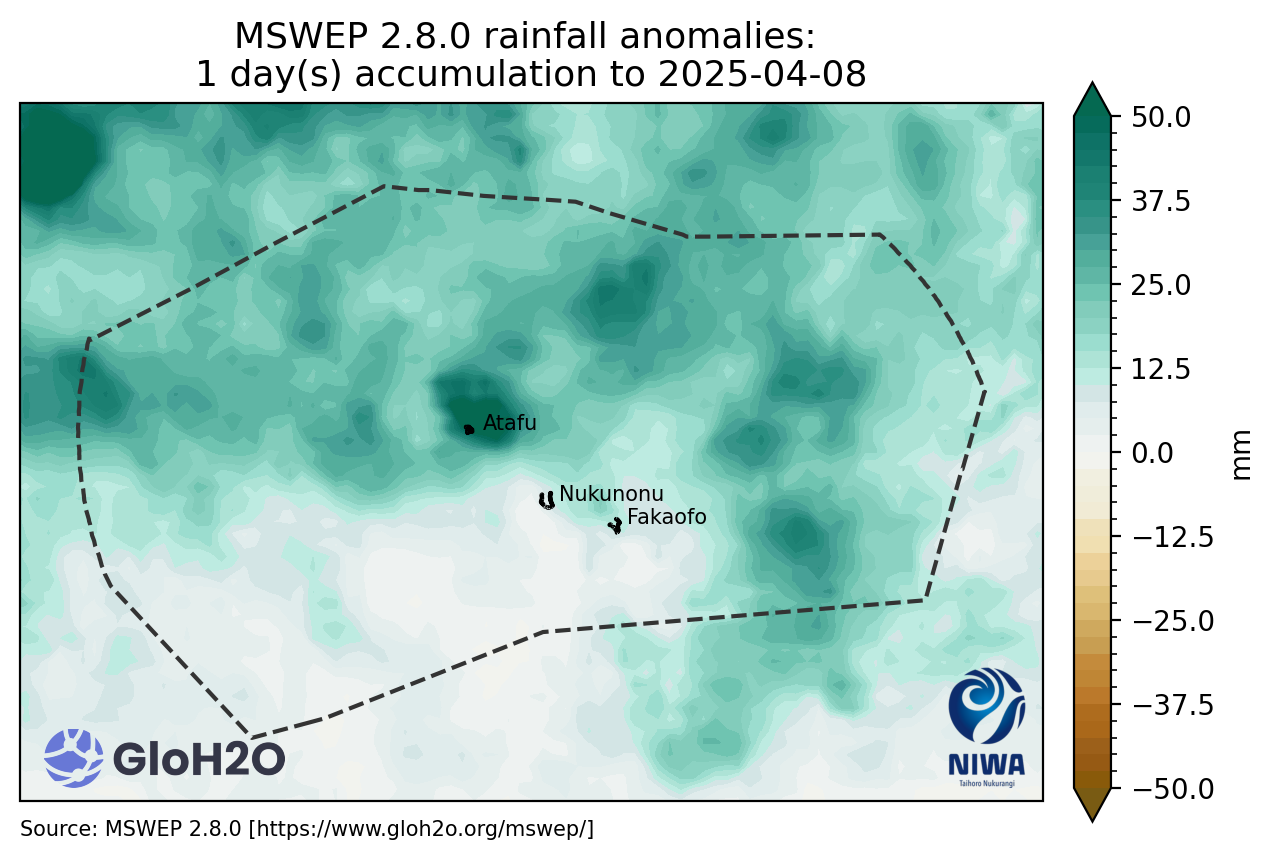 MSWEP 2.8.0 rainfall anomalies:
1 day(s) accumulation to 2025-04-08
50.0
37.5
25.0
12.5
0.0
−12.5
−25.0
−37.5
−50.0
mm
Atafu
Nukunonu
Fakaofo
GloH2O
NIWA
Taihoro Nukurangi
Source: MSWEP 2.8.0 [https://www.gloh2o.org/mswep/]